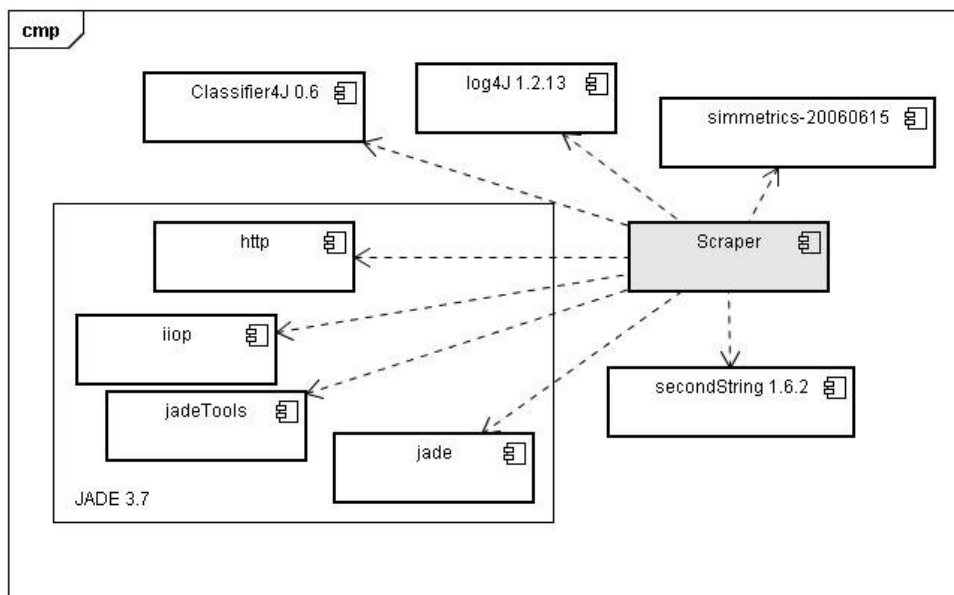 cmp
Classifier4J 0.6
log4J 1.2.13
simmetrics-20060615
http
Scraper
iiop
jadeTools
secondString 1.6.2
jade
JADE 3.7